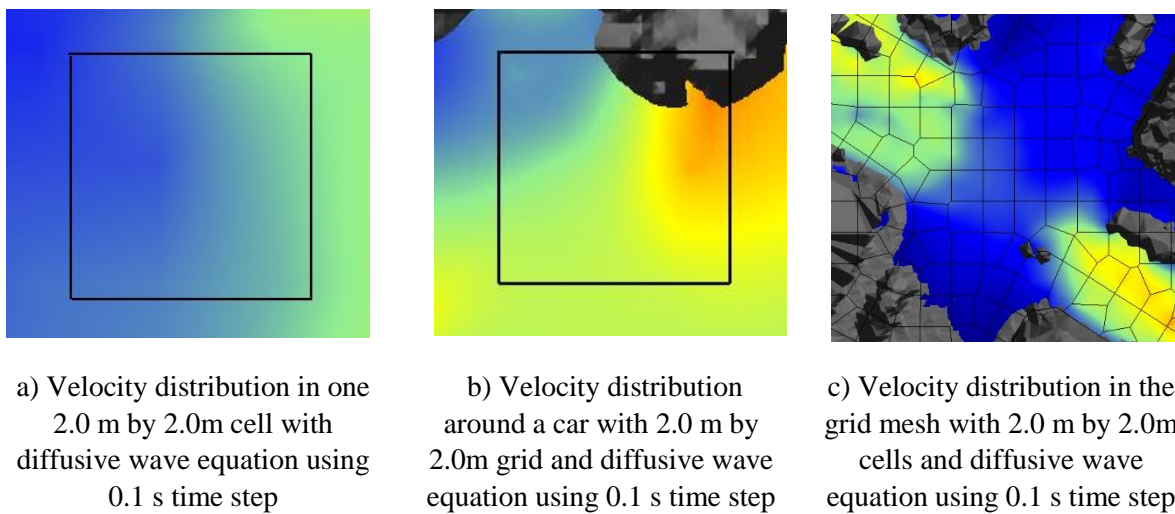 a) Velocity distribution in one
2.0 m by 2.0m cell with
diffusive wave equation using
0.1 s time step
b) Velocity distribution
around a car with 2.0 m by
2.0m grid and diffusive wave
equation using 0.1 s time step
c) Velocity distribution in the
grid mesh with 2.0 m by 2.0m
cells and diffusive wave
equation using 0.1 s time step